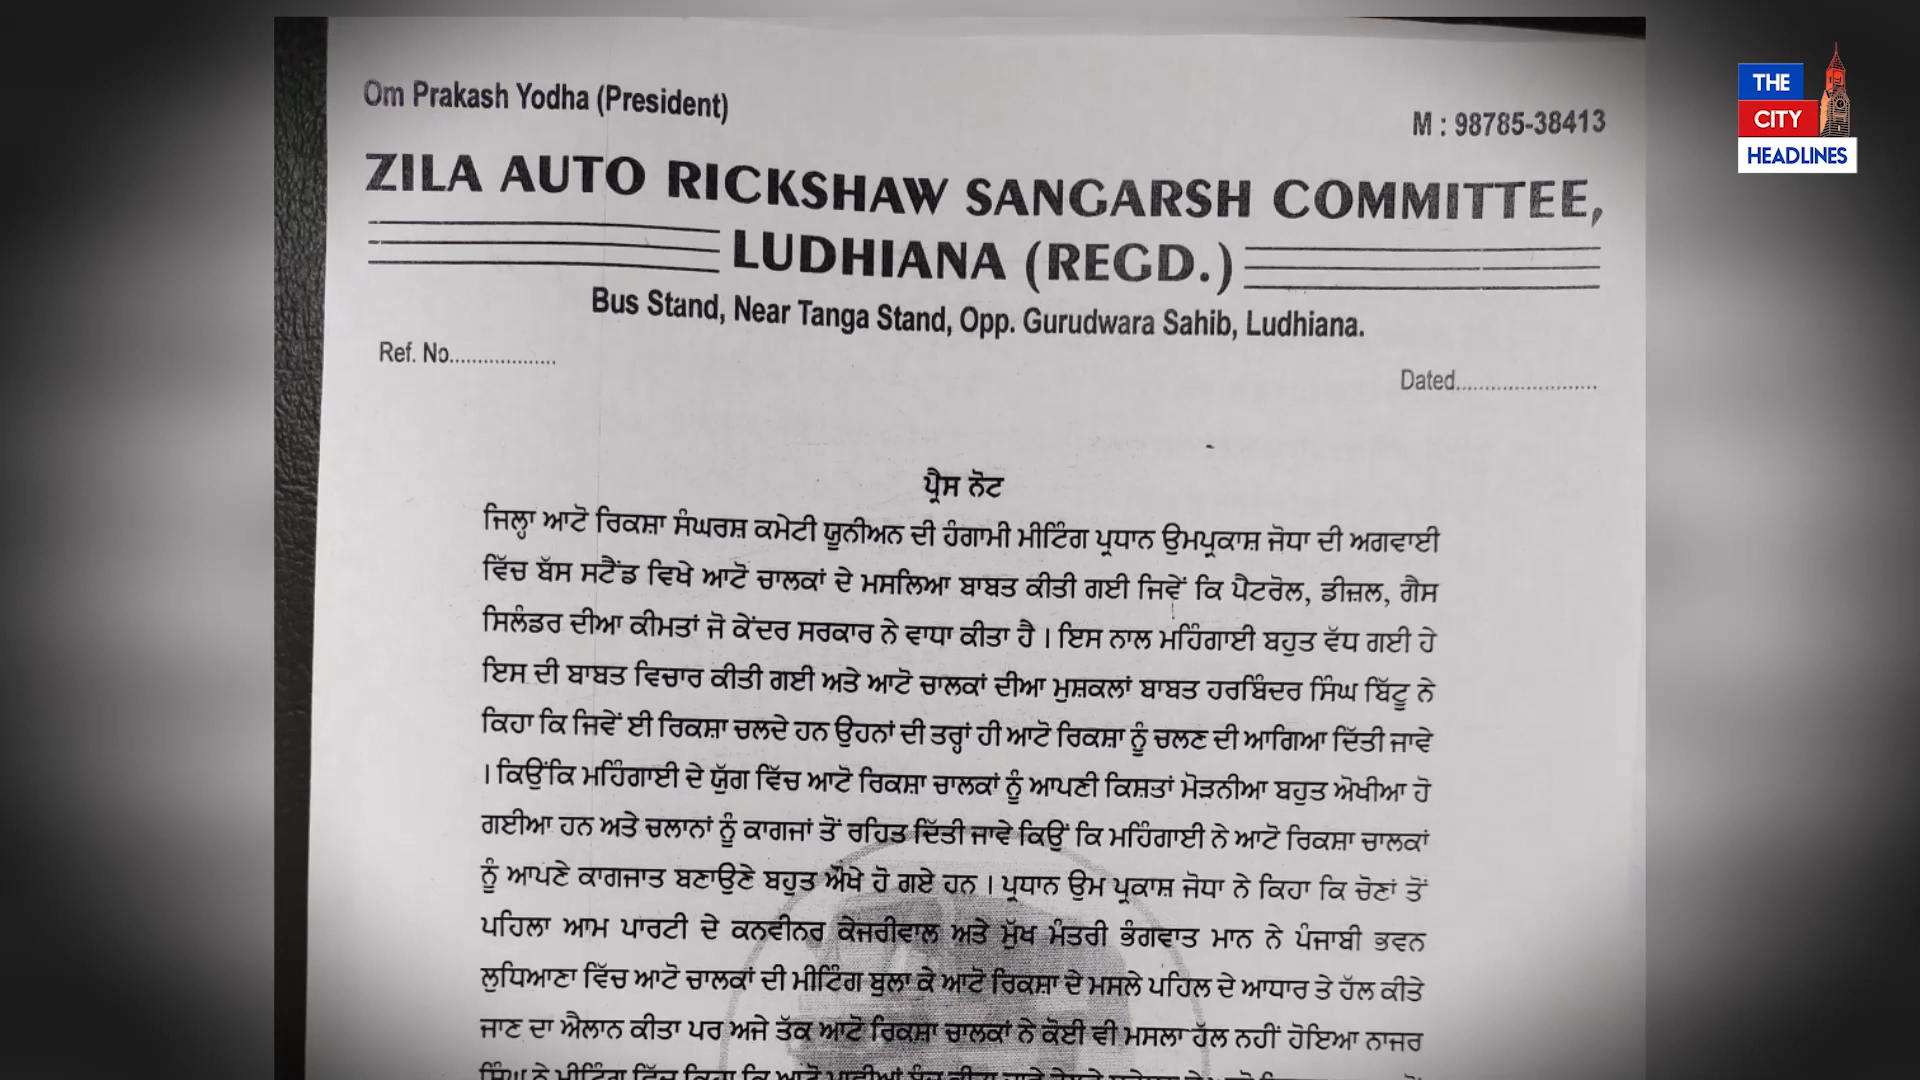 Om Prakash Yodha (President)
M : 98785-38413
THE
CITY
HEADLINES
ZILA AUTO RICKSHAW SANGARSH COMMITTEE,
LUDHIANA (REGD.)
Bus Stand, Near Tanga Stand, Opp. Gurudwara Sahib, Ludhiana.
Ref. No...................
Dated.........................
ਪ੍ਰੈਸ ਨੋਟ
ਜਿਲ੍ਹਾ ਆਟੋ ਰਿਕਸ਼ਾ ਸੰਘਰਸ਼ ਕਮੇਟੀ ਯੂਨੀਅਨ ਦੀ ਹੰਗਾਮੀ ਮੀਟਿੰਗ ਪ੍ਰਧਾਨ ਉਮਪ੍ਰਕਾਸ਼ ਜੋਧਾ ਦੀ ਅਗਵਾਈ
ਵਿੱਚ ਬੱਸ ਸਟੈਂਡ ਵਿਖੇ ਆਟੋ ਚਾਲਕਾਂ ਦੇ ਮਸਲਿਆ ਬਾਬਤ ਕੀਤੀ ਗਈ ਜਿਵੇਂ ਕਿ ਪੈਟਰੋਲ, ਡੀਜ਼ਲ, ਗੈਸ
ਸਿਲੰਡਰ ਦੀਆ ਕੀਮਤਾਂ ਜੋ ਕੇਂਦਰ ਸਰਕਾਰ ਨੇ ਵਾਧਾ ਕੀਤਾ ਹੈ । ਇਸ ਨਾਲ ਮਹਿੰਗਾਈ ਬਹੁਤ ਵੱਧ ਗਈ ਹੇ
ਇਸ ਦੀ ਬਾਬਤ ਵਿਚਾਰ ਕੀਤੀ ਗਈ ਅਤੇ ਆਟੋ ਚਾਲਕਾਂ ਦੀਆ ਮੁਸ਼ਕਲਾਂ ਬਾਬਤ ਹਰਬਿੰਦਰ ਸਿੰਘ ਬਿੱਟੂ ਨੇ
ਕਿਹਾ ਕਿ ਜਿਵੇਂ ਈ ਰਿਕਸ਼ਾ ਚਲਦੇ ਹਨ ਉਹਨਾਂ ਦੀ ਤਰ੍ਹਾਂ ਹੀ ਆਟੋ ਰਿਕਸ਼ਾ ਨੂੰ ਚਲਣ ਦੀ ਆਗਿਆ ਦਿੱਤੀ ਜਾਵੇ
। ਕਿਉਂਕਿ ਮਹਿੰਗਾਈ ਦੇ ਯੁੱਗ ਵਿੱਚ ਆਟੋ ਰਿਕਸ਼ਾ ਚਾਲਕਾਂ ਨੂੰ ਆਪਣੀ ਕਿਸ਼ਤਾਂ ਮੋੜਨੀਆ ਬਹੁਤ ਔਖੀਆ ਹੋ
ਗਈਆ ਹਨ ਅਤੇ ਚਲਾਨਾਂ ਨੂੰ ਕਾਗਜਾਂ ਤੋਂ ਰਹਿਤ ਦਿੱਤੀ ਜਾਵੇ ਕਿਉਂ ਕਿ ਮਹਿੰਗਾਈ ਨੇ ਆਟੋ ਰਿਕਸ਼ਾ ਚਾਲਕਾਂ
ਨੂੰ ਆਪਣੇ ਕਾਗਜਾਤ ਬਣਾਉਣੇ ਬਹੁਤ ਔਖੇ ਹੋ ਗਏ ਹਨ । ਪ੍ਰਧਾਨ ਉਮ ਪ੍ਰਕਾਸ਼ ਜੋਧਾ ਨੇ ਕਿਹਾ ਕਿ ਚੋਣਾਂ ਤੋਂ
ਪਹਿਲਾ ਆਮ ਪਾਰਟੀ ਦੇ ਕਨਵੀਨਰ ਕੇਜਰੀਵਾਲ ਅਤੇ ਮੁੱਖ ਮੰਤਰੀ ਭੰਗਵਾਤ ਮਾਨ ਨੇ ਪੰਜਾਬੀ ਭਵਨ
ਲੁਧਿਆਣਾ ਵਿੱਚ ਆਟੋ ਚਾਲਕਾਂ ਦੀ ਮੀਟਿੰਗ ਬੁਲਾ ਕੇ ਆਟੋ ਰਿਕਸ਼ਾ ਦੇ ਮਸਲੇ ਪਹਿਲ ਦੇ ਆਧਾਰ ਤੇ ਹੱਲ ਕੀਤੇ
ਜਾਣ ਦਾ ਐਲਾਨ ਕੀਤਾ ਪਰ ਅਜੇ ਤੱਕ ਆਟੋ ਰਿਕਸ਼ਾ ਚਾਲਕਾਂ ਨੇ ਕੋਈ ਵੀ ਮਸਲਾ ਹੱਲ ਨਹੀਂ ਹੋਇਆ ਨਾਜਰ
ਸਿੰਘ ਨੇ ਮੀਟਿੰਗ ਵਿੱਚ ਕਿਹਾ ਕਿ ਆਟੋ